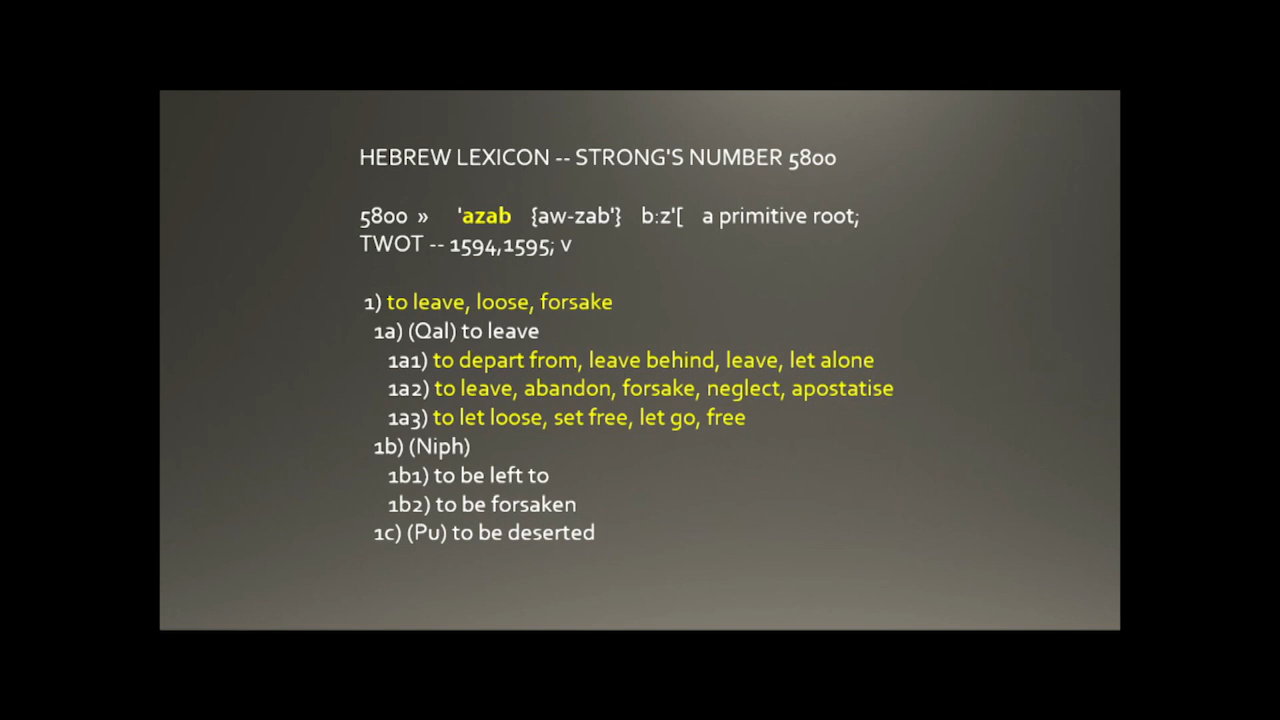 HEBREW LEXICON -- STRONG'S NUMBER 5800
5800 » 'azab {aw-zab'} b:z'[ a primitive root;
TWOT -- 1594,1595; v
1) to leave, loose, forsake
1a) (Qal) to leave
1a1) to depart from, leave behind, leave, let alone
1a2) to leave, abandon, forsake, neglect, apostatise
1a3) to let loose, set free, let go, free
1b) (Niph)
1b1) to be left to
1b2) to be forsaken
1c) (Pu) to be deserted